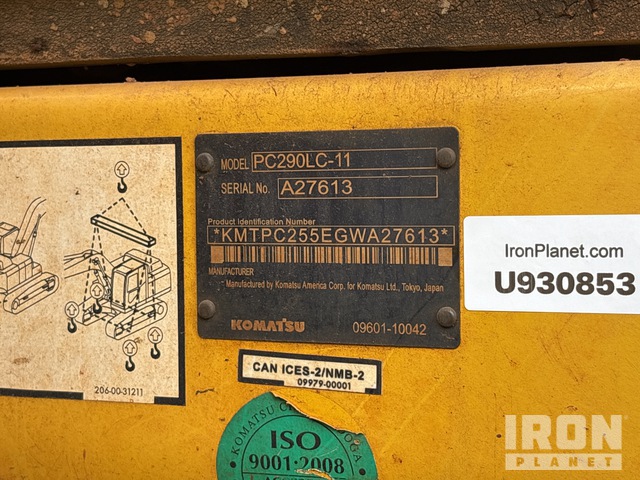 MODEL PC290LC-11
SERIAL No. A27613
Product Identification Number
*KMTPC255EGWA27613*
MANUFACTURER
Manufactured by Komatsu America Corp. for Komatsu Ltd., Tokyo, Japan
KOMATSU 09601-10042
IronPlanet.com
U930853
206-00-31211
CAN ICES-2/NMB-2
09979-00001
KOMATSU
ISO
9001:2008
IRON
PLANET